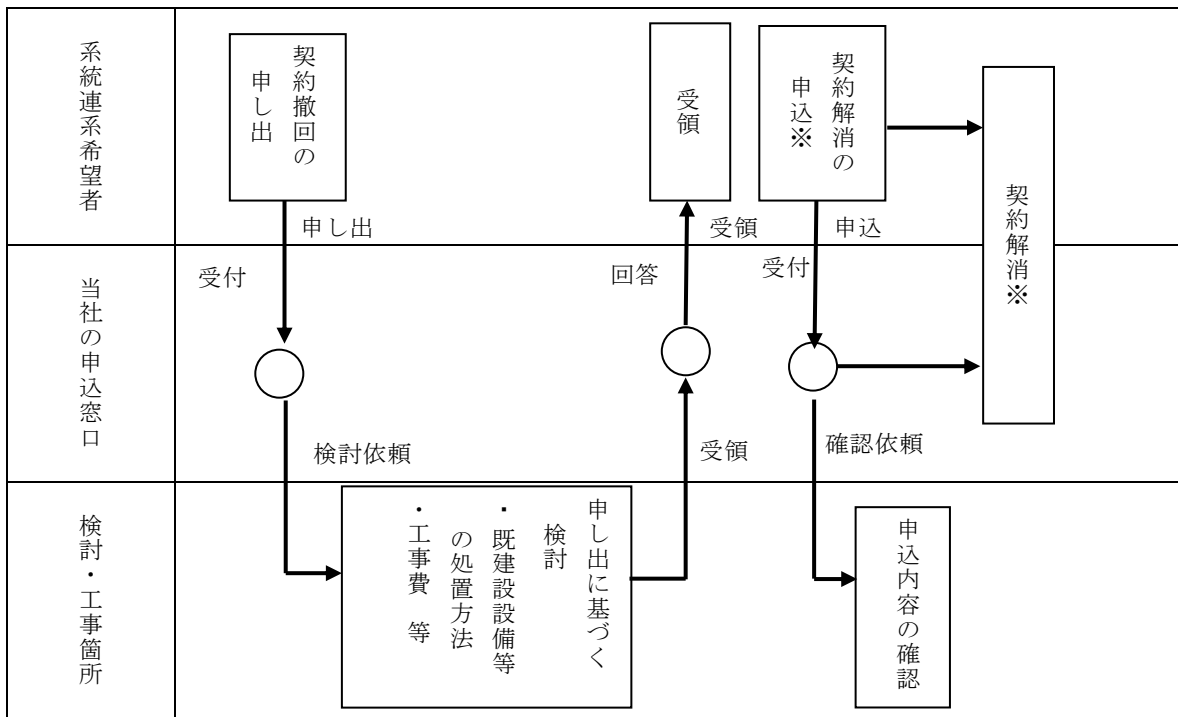 系統連系希望者
契約撤回の
申し出
受領
契約解消の
申込※
契約解消※
申し出
受領
申込
当社の申込窓口
受付
回答
受付
検討依頼
受領
確認依頼
検討・工事箇所
申し出に基づく
検討
・既建設設備等
の処置方法
・工事費 等
申込内容の確認